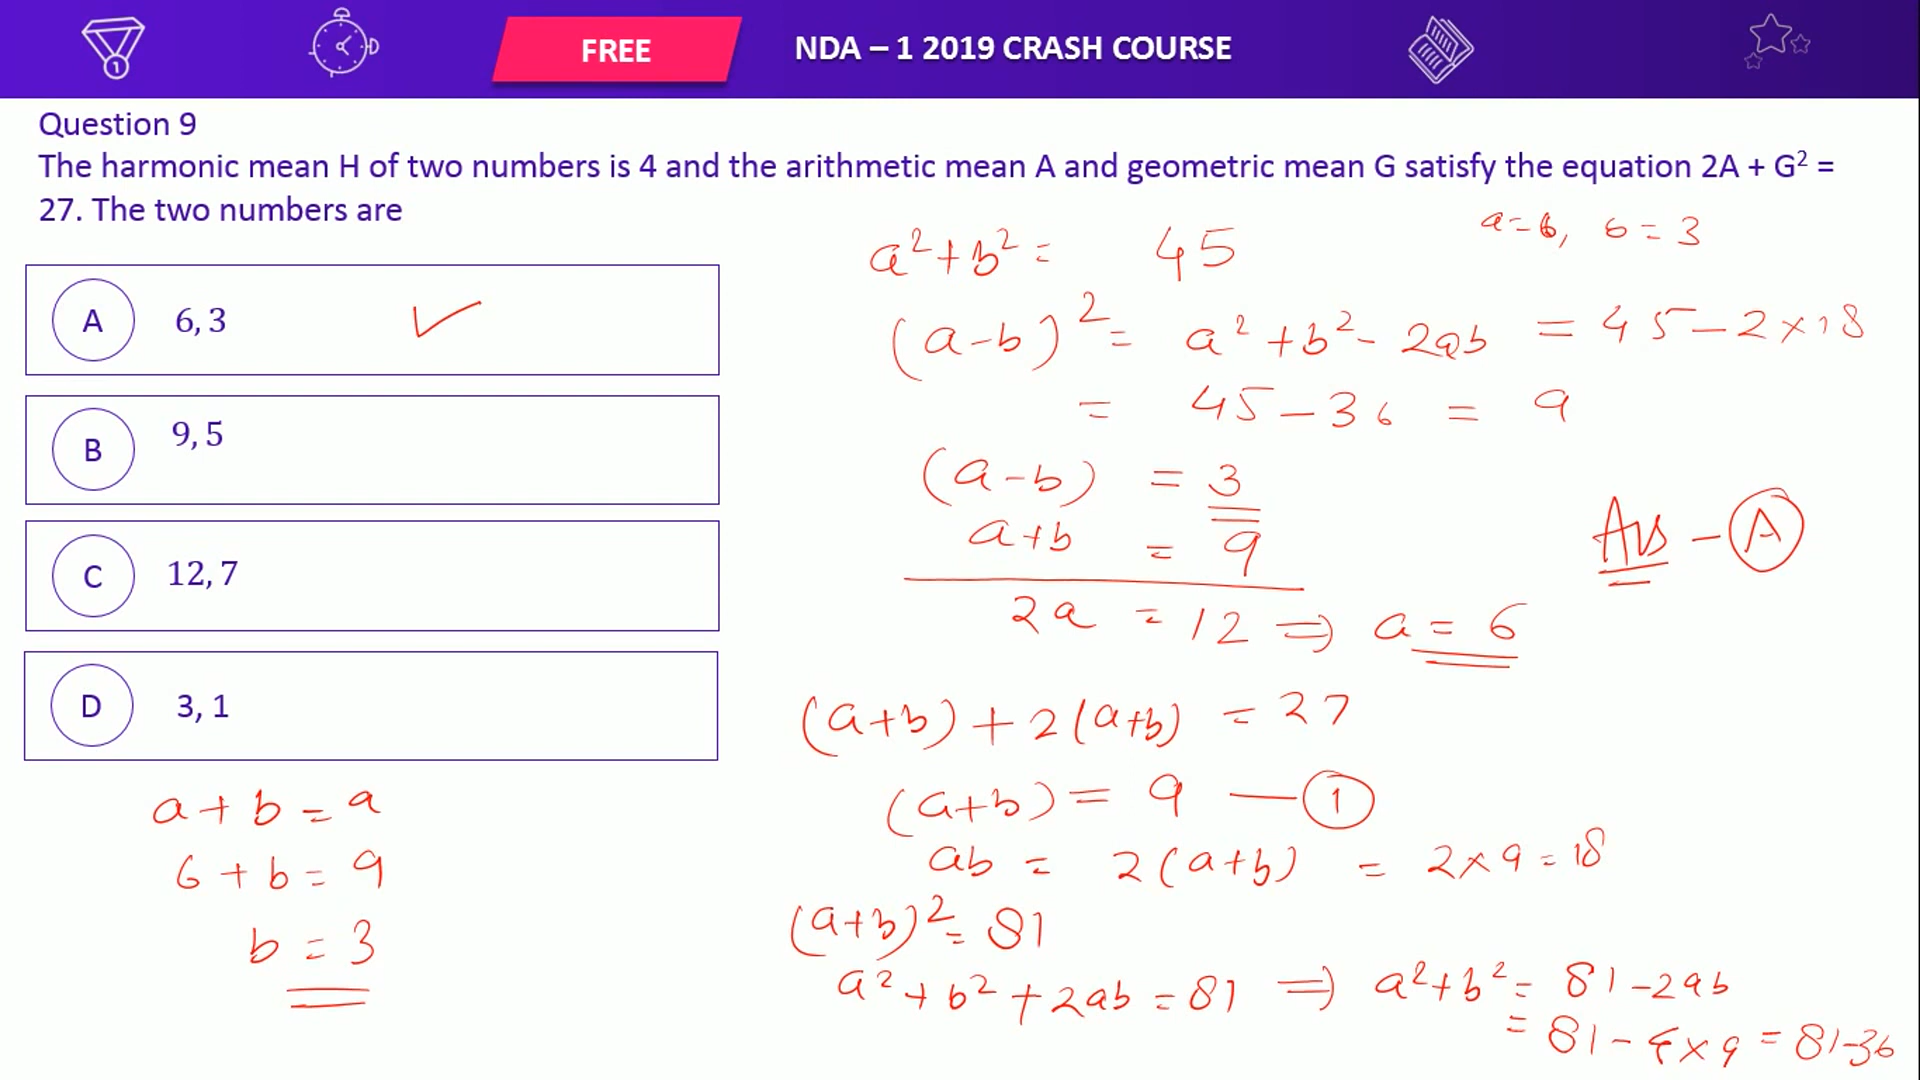 FREE
NDA – 1 2019 CRASH COURSE
1
Question 9
The harmonic mean H of two numbers is 4 and the arithmetic mean A and geometric mean G satisfy the equation 2A + G² =
27. The two numbers are
A 6, 3 ✓
B 9, 5
C 12, 7
D 3, 1
a + b = 9
6 + b = 9
b = 3
a=6, b = 3
a² + b² = 45
(a-b)² = a² + b² - 2ab = 45 - 2 × 18
= 45 - 36 = 9
(a - b) = 3
a + b = 9
2a = 12 ⇒ a = 6
Ans - A
(a+b) + 2(a+b) = 27
(a+b) = 9 — 1
ab = 2(a+b) = 2×9 = 18
(a+b)² = 81
a² + b² + 2ab = 81 ⇒ a² + b² = 81 - 2ab
= 81 - 4×9 = 81-36